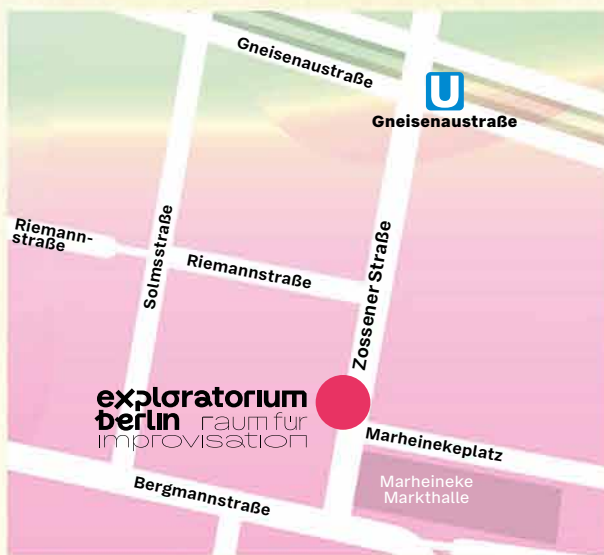 Gneisenaustraße
U
Gneisenaustraße
Riemann-
straße
Solmsstraße
Riemannstraße
Zossener Straße
exploratorium
berlin raum für
improvisation
Marheinekeplatz
Marheineke
Markthalle
Bergmannstraße